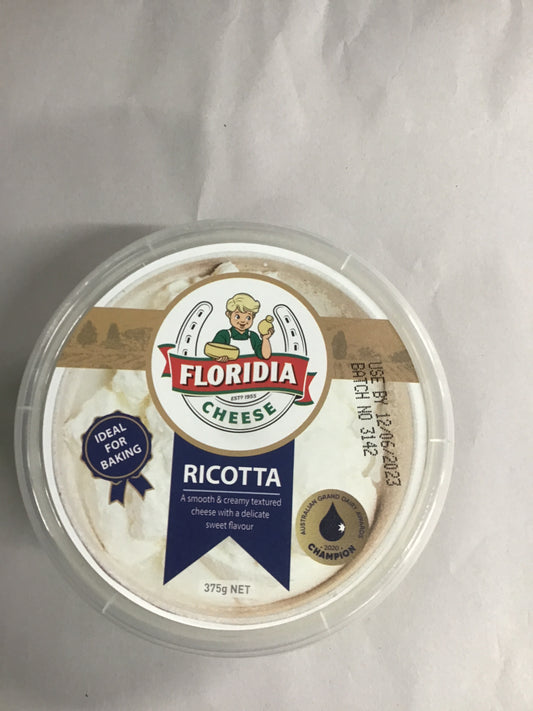 FLORIDIA
ESTD 1955
CHEESE
IDEAL
FOR
BAKING
RICOTTA
A smooth & creamy textured
cheese with a delicate
sweet flavour
375g NET
USE BY 12/06/2023
BATCH NO 3142
AUSTRALIAN GRAND DAIRY AWARDS
2020
CHAMPION